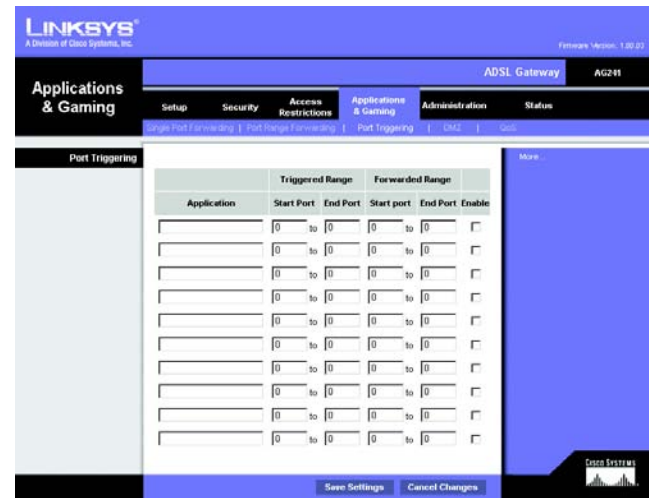 LINKSYS®
A Division of Cisco Systems, Inc.
Firmware Version: 1.00.03
ADSL Gateway
AG241
Applications
& Gaming
Setup
Security
Access
Restrictions
Applications
& Gaming
Administration
Status
Single Port Forwarding | Port Range Forwarding | Port Triggering | DMZ | QoS
Port Triggering
More...
Triggered Range Forwarded Range
Application Start Port End Port Start port End Port Enable
0 to 0 0 to 0
0 to 0 0 to 0
0 to 0 0 to 0
0 to 0 0 to 0
0 to 0 0 to 0
0 to 0 0 to 0
0 to 0 0 to 0
0 to 0 0 to 0
0 to 0 0 to 0
0 to 0 0 to 0
Save Settings Cancel Changes
CISCO SYSTEMS